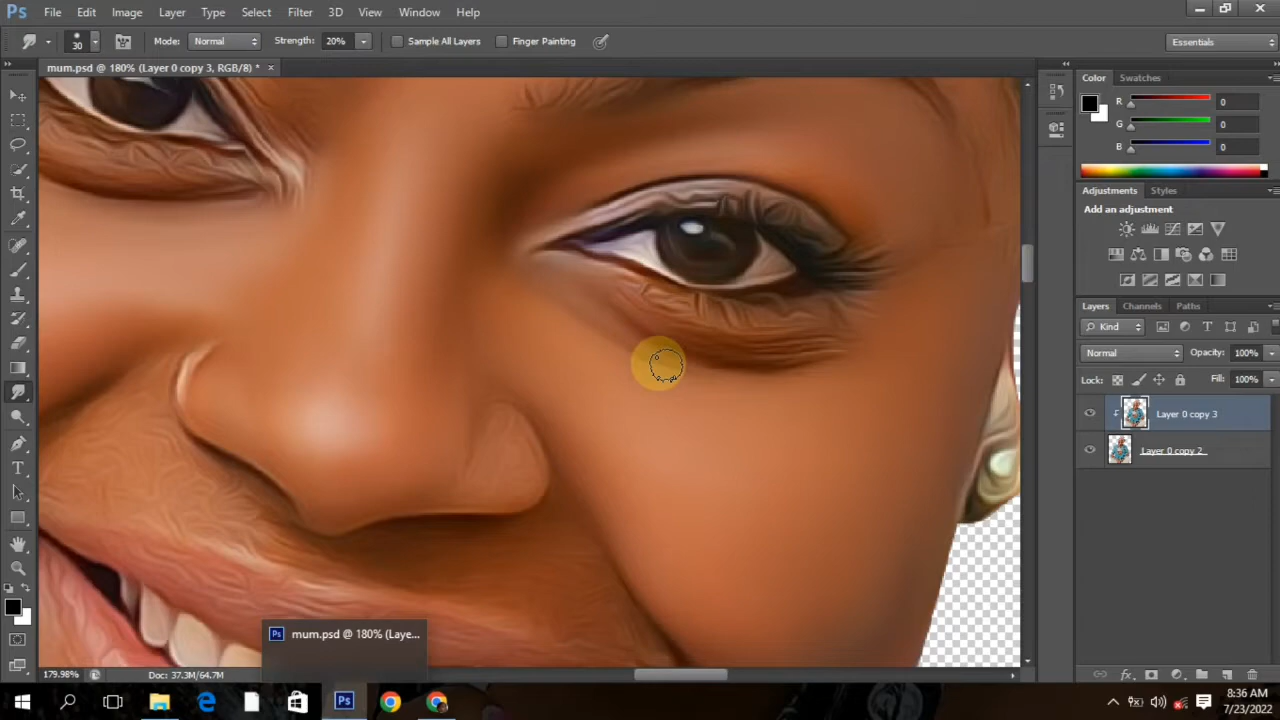 Ps File Edit Image Layer Type Select Filter 3D View Window Help
30 Mode: Normal Strength: 20% Sample All Layers Finger Painting Essentials
mum.psd @ 180% (Layer 0 copy 3, RGB/8) * ×
Color Swatches
R 0
G 0
B 0
Adjustments Styles
Add an adjustment
Layers Channels Paths
Kind
Normal Opacity: 100%
Lock: Fill: 100%
Layer 0 copy 3
Layer 0 copy 2
Ps mum.psd @ 180% (Laye...
179.98% Doc: 37.3M/64.7M
Ps
8:36 AM
7/23/2022